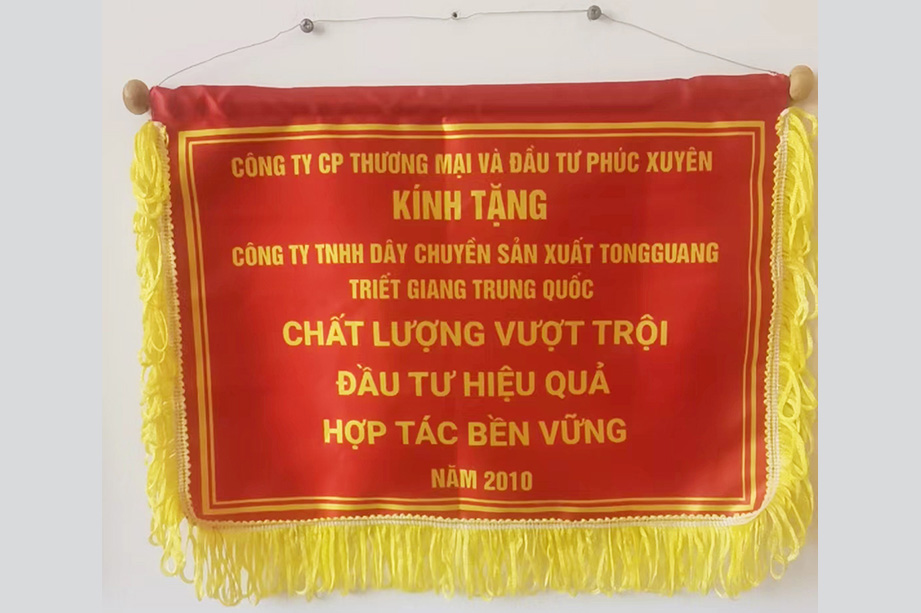 CÔNG TY CP THƯƠNG MẠI VÀ ĐẦU TƯ PHÚC XUYÊN
KÍNH TẶNG
CÔNG TY TNHH DÂY CHUYỀN SẢN XUẤT TONGGUANG
TRIẾT GIANG TRUNG QUỐC
CHẤT LƯỢNG VƯỢT TRỘI
ĐẦU TƯ HIỆU QUẢ
HỢP TÁC BỀN VỮNG
NĂM 2010